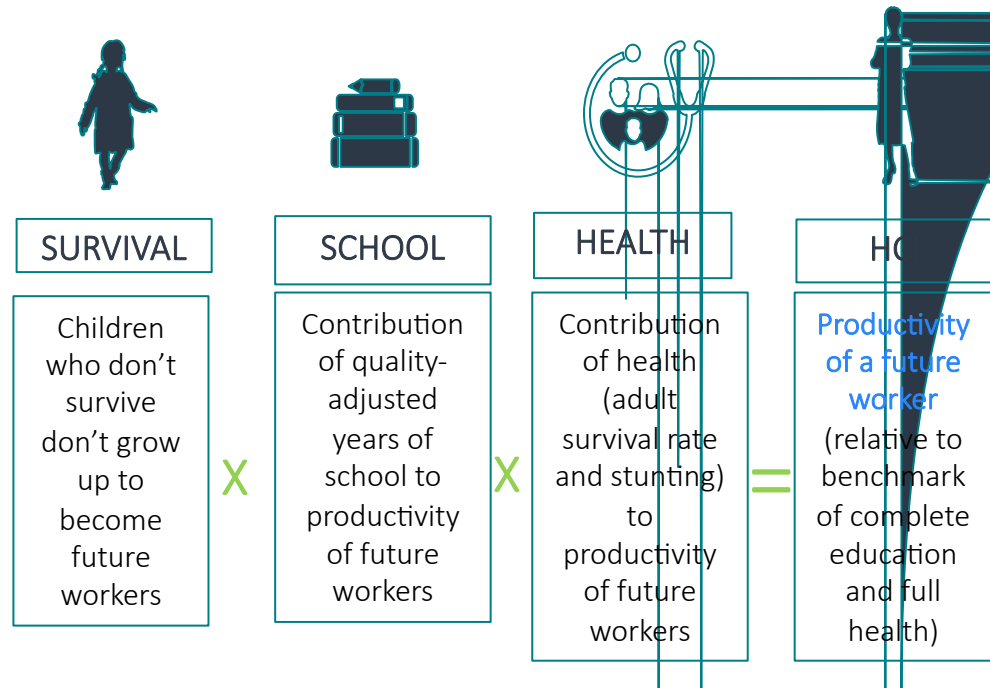 SURVIVAL
SCHOOL
HEALTH
Children
who don’t
survive
don’t grow
up to
become
future
workers
X
Contribution
of quality-
adjusted
years of
school to
productivity
of future
workers
X
Contribution
of health
(adult
survival rate
and stunting)
to
productivity
of future
workers
=
Productivity
of a future
worker
(relative to
benchmark
of complete
education
and full
health)